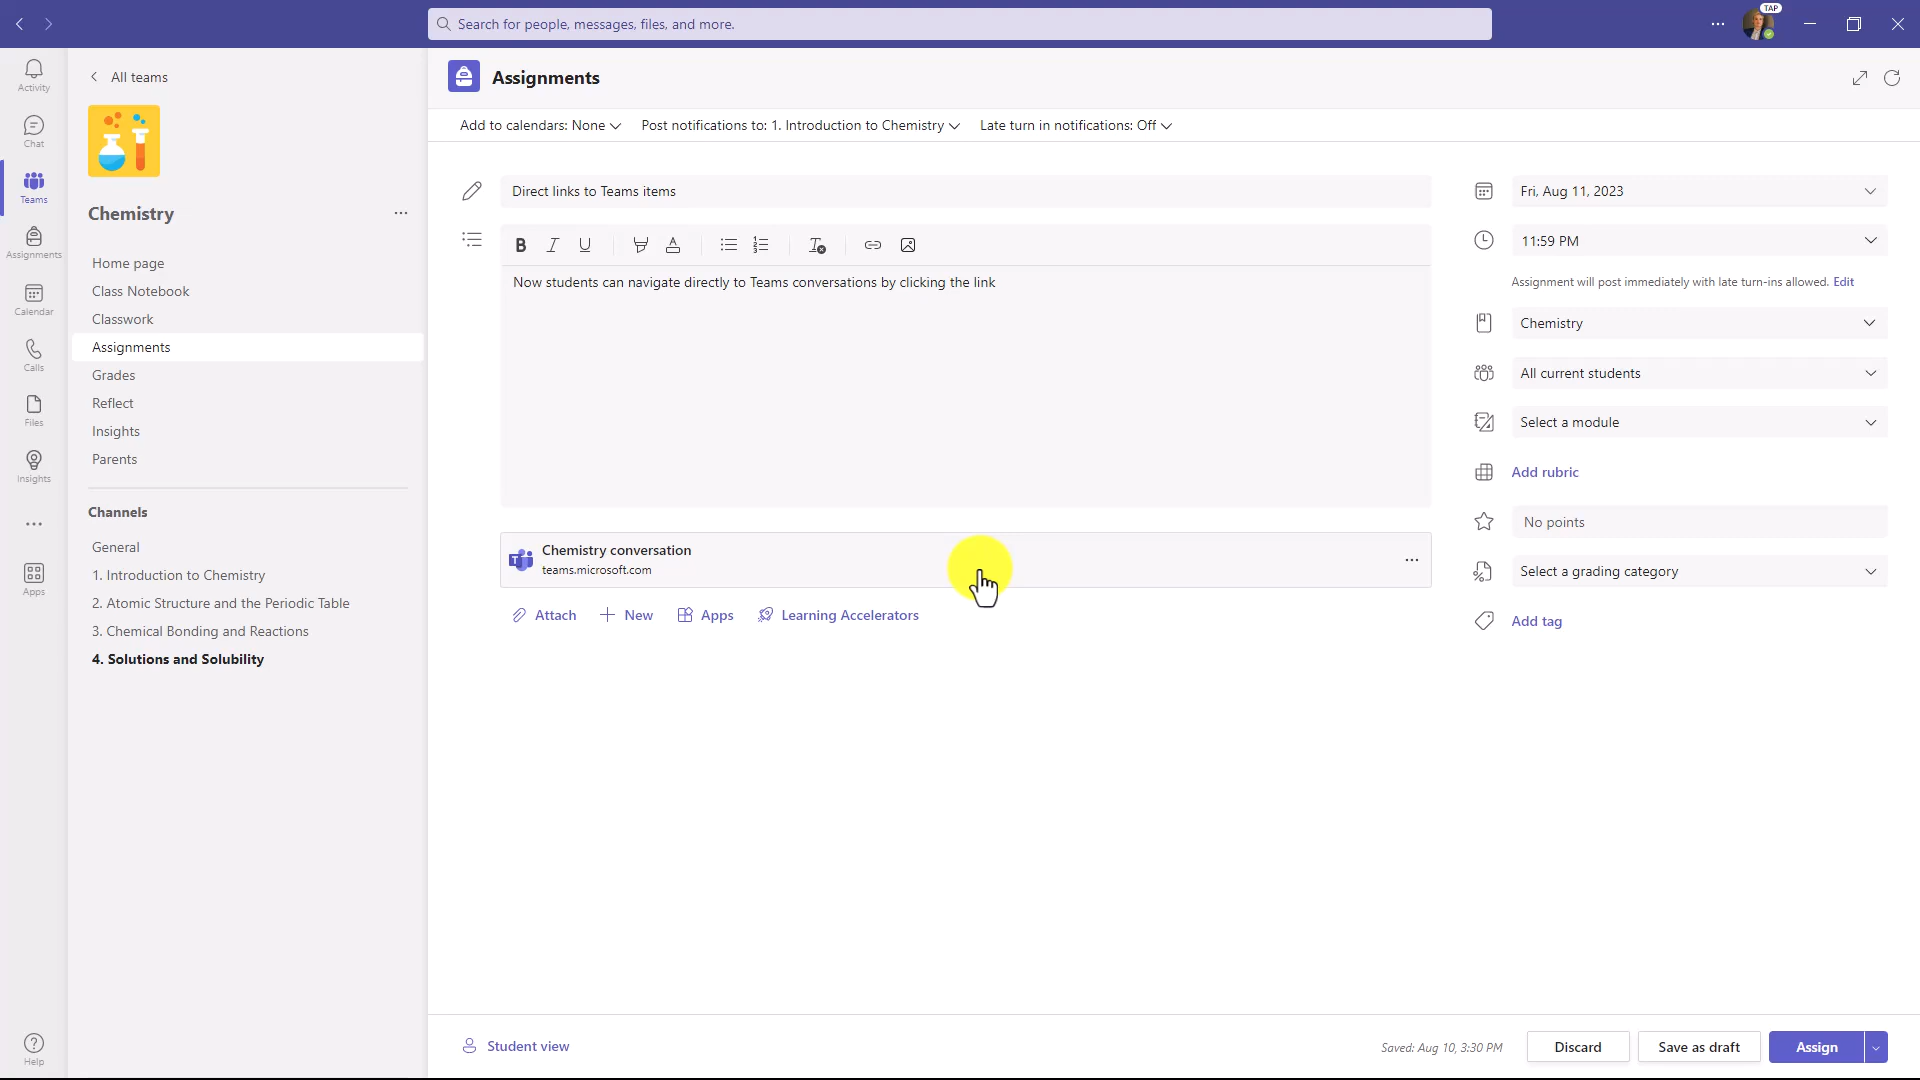 Search for people, messages, files, and more.
TAP
Activity
Chat
Teams
Assignments
Calendar
Calls
Files
Insights
Apps
Help
All teams
Chemistry
Home page
Class Notebook
Classwork
Assignments
Grades
Reflect
Insights
Parents
Channels
General
1. Introduction to Chemistry
2. Atomic Structure and the Periodic Table
3. Chemical Bonding and Reactions
4. Solutions and Solubility
Assignments
Add to calendars: None Post notifications to: 1. Introduction to Chemistry Late turn in notifications: Off
Direct links to Teams items
B I U A
Now students can navigate directly to Teams conversations by clicking the link
Chemistry conversation
teams.microsoft.com
Attach New Apps Learning Accelerators
Fri, Aug 11, 2023
11:59 PM
Assignment will post immediately with late turn-ins allowed. Edit
Chemistry
All current students
Select a module
Add rubric
No points
Select a grading category
Add tag
Student view
Saved: Aug 10, 3:30 PM
Discard
Save as draft
Assign